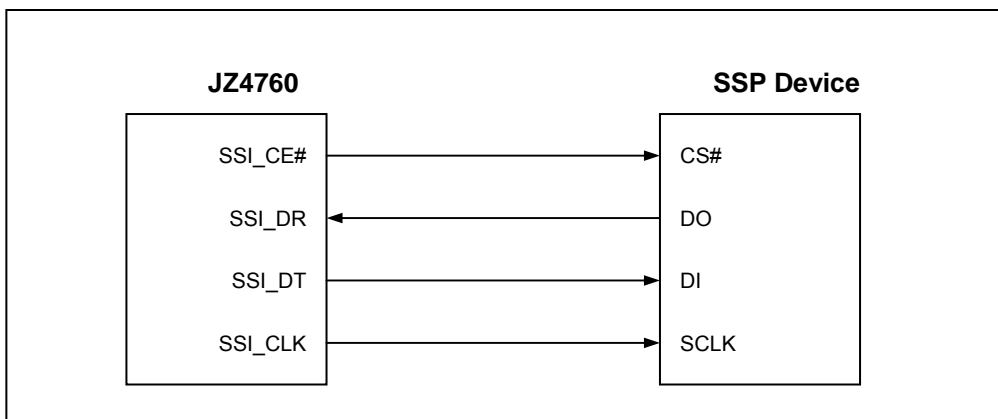 JZ4760 SSP Device
SSI_CE# CS#
SSI_DR DO
SSI_DT DI
SSI_CLK SCLK